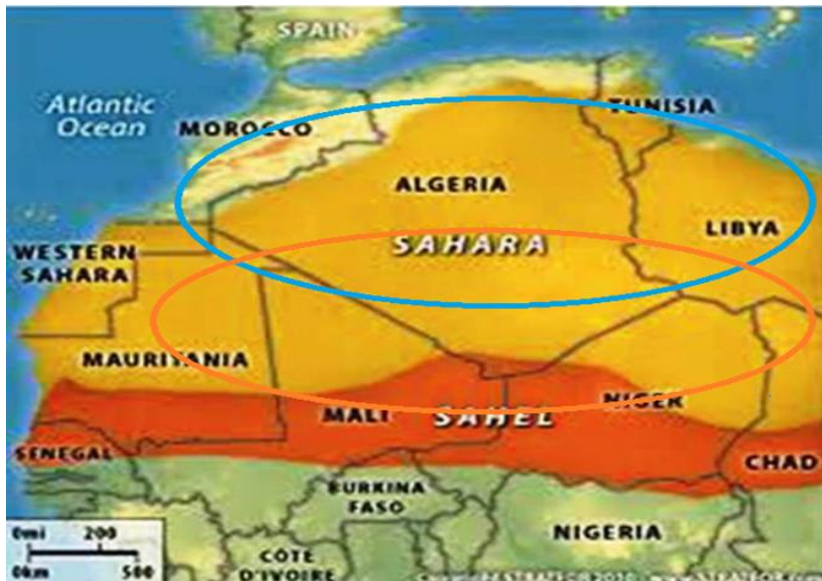 SPAIN
Atlantic
Ocean
MOROCCO
TUNISIA
ALGERIA
LIBYA
SAHARA
WESTERN
SAHARA
MAURITANIA
MALI
SAHEL
NIGER
SENEGAL
CHAD
BURKINA
FASO
NIGERIA
0mi 200
0km 500
CÔTE
D'IVOIRE